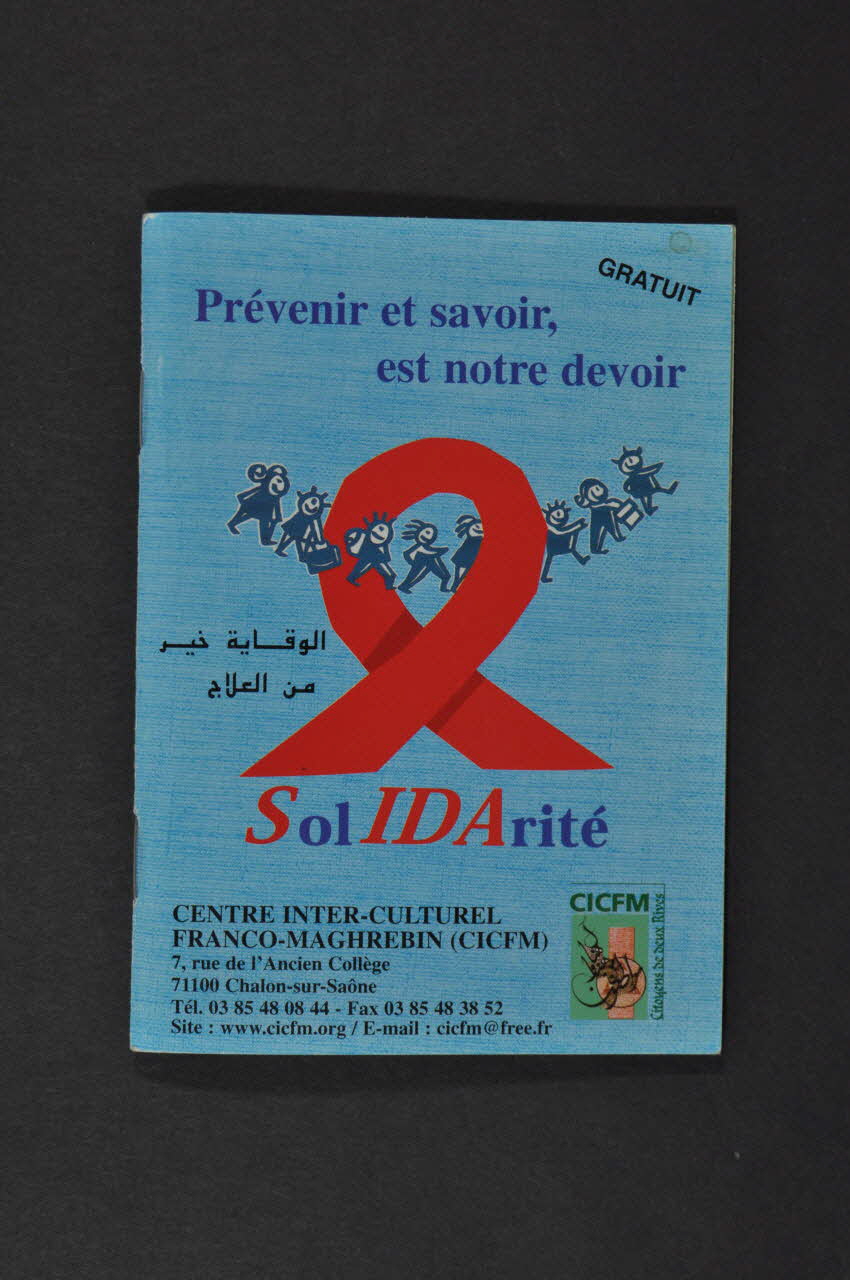 GRATUIT
Prévenir et savoir,
est notre devoir
الوقاية خير
من العلاج
SolIDArité
CENTRE INTER-CULTUREL
FRANCO-MAGHREBIN (CICFM)
7, rue de l'Ancien Collège
71100 Chalon-sur-Saône
Tél. 03 85 48 08 44 - Fax 03 85 48 38 52
Site : www.cicfm.org / E-mail : cicfm@free.fr
CICFM
Citoyens de deux Rives